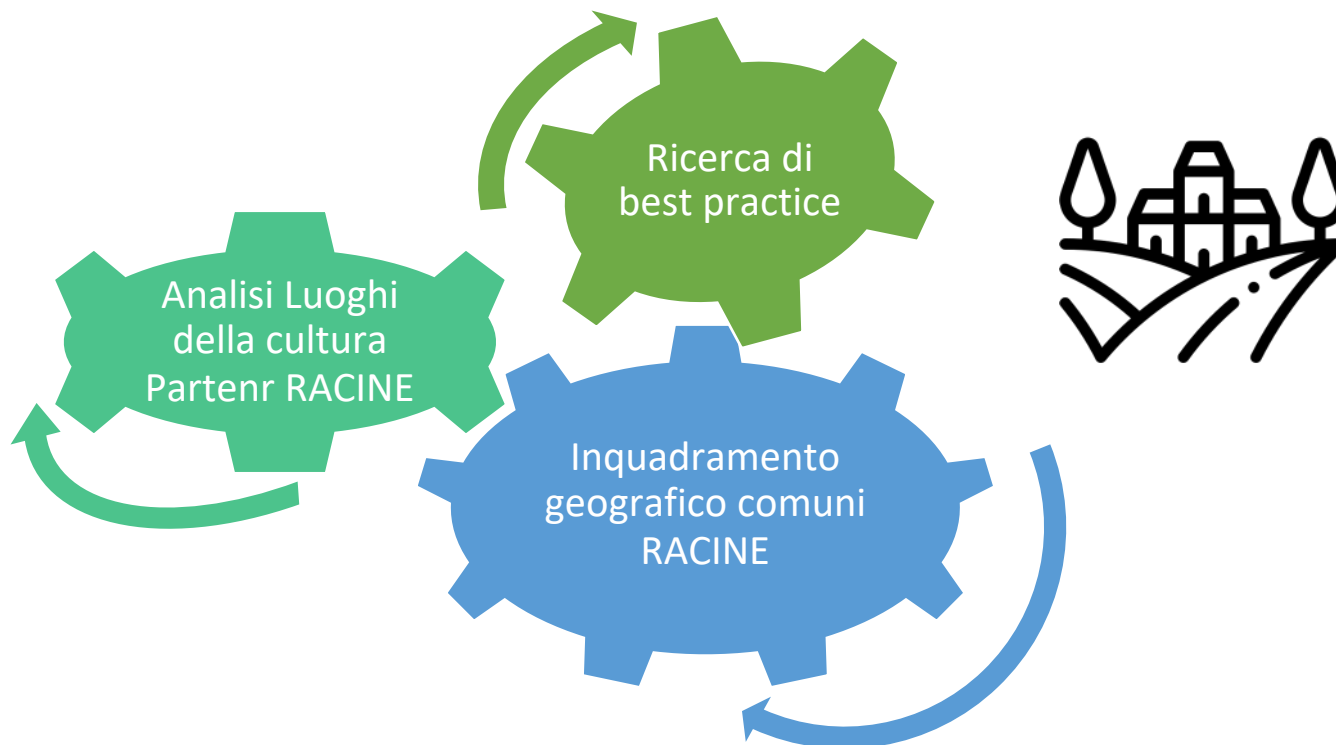 Ricerca di
best practice
Analisi Luoghi
della cultura
Partenr RACINE
Inquadramento
geografico comuni
RACINE